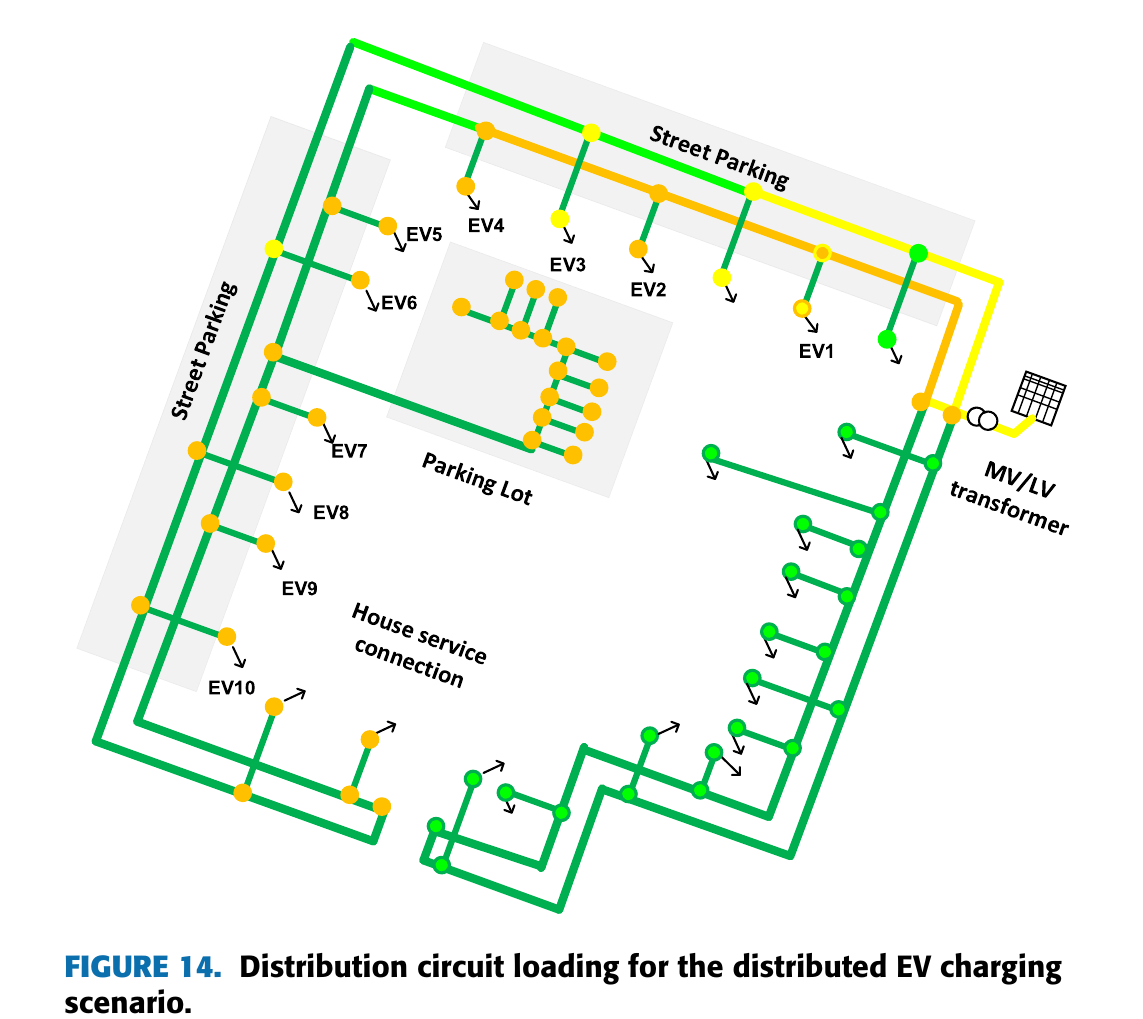 Street Parking
EV4
EV5
EV3
EV2
EV6
Street Parking
EV1
EV7
Parking Lot
MV/LV
transformer
EV8
EV9
House service
connection
EV10
FIGURE 14. Distribution circuit loading for the distributed EV charging
scenario.